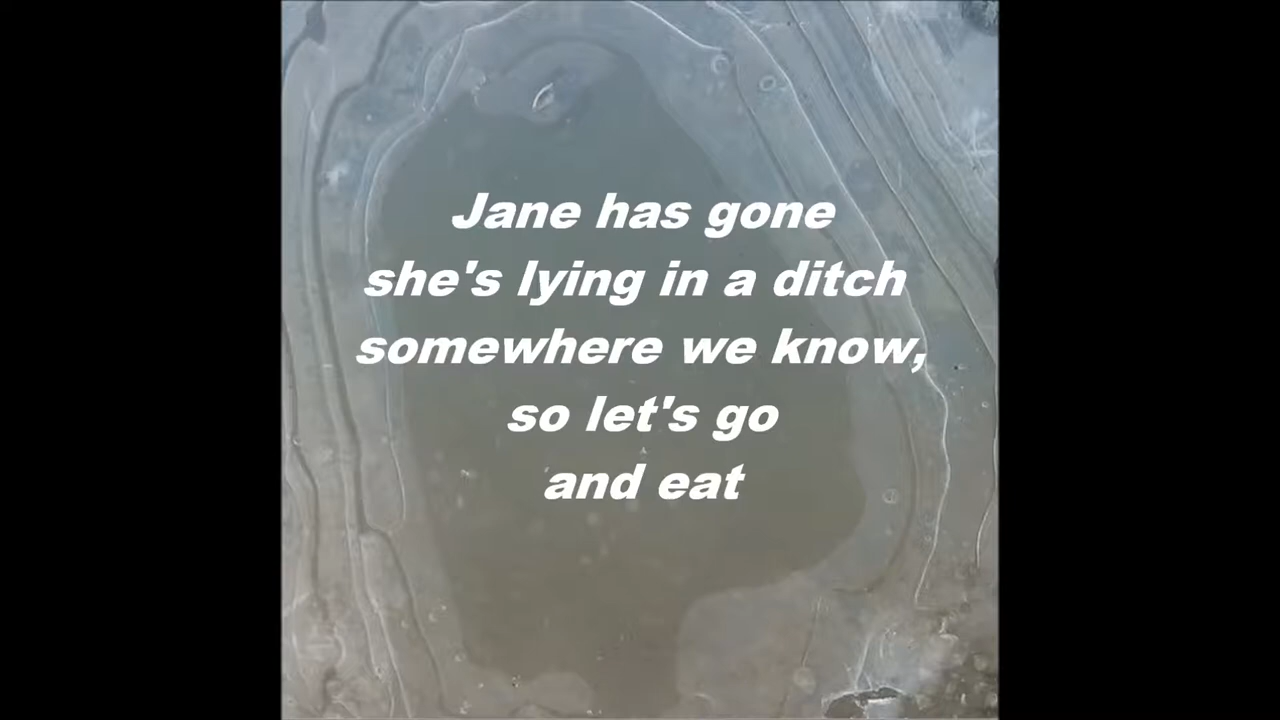 Jane has gone
she's lying in a ditch
somewhere we know,
so let's go
and eat